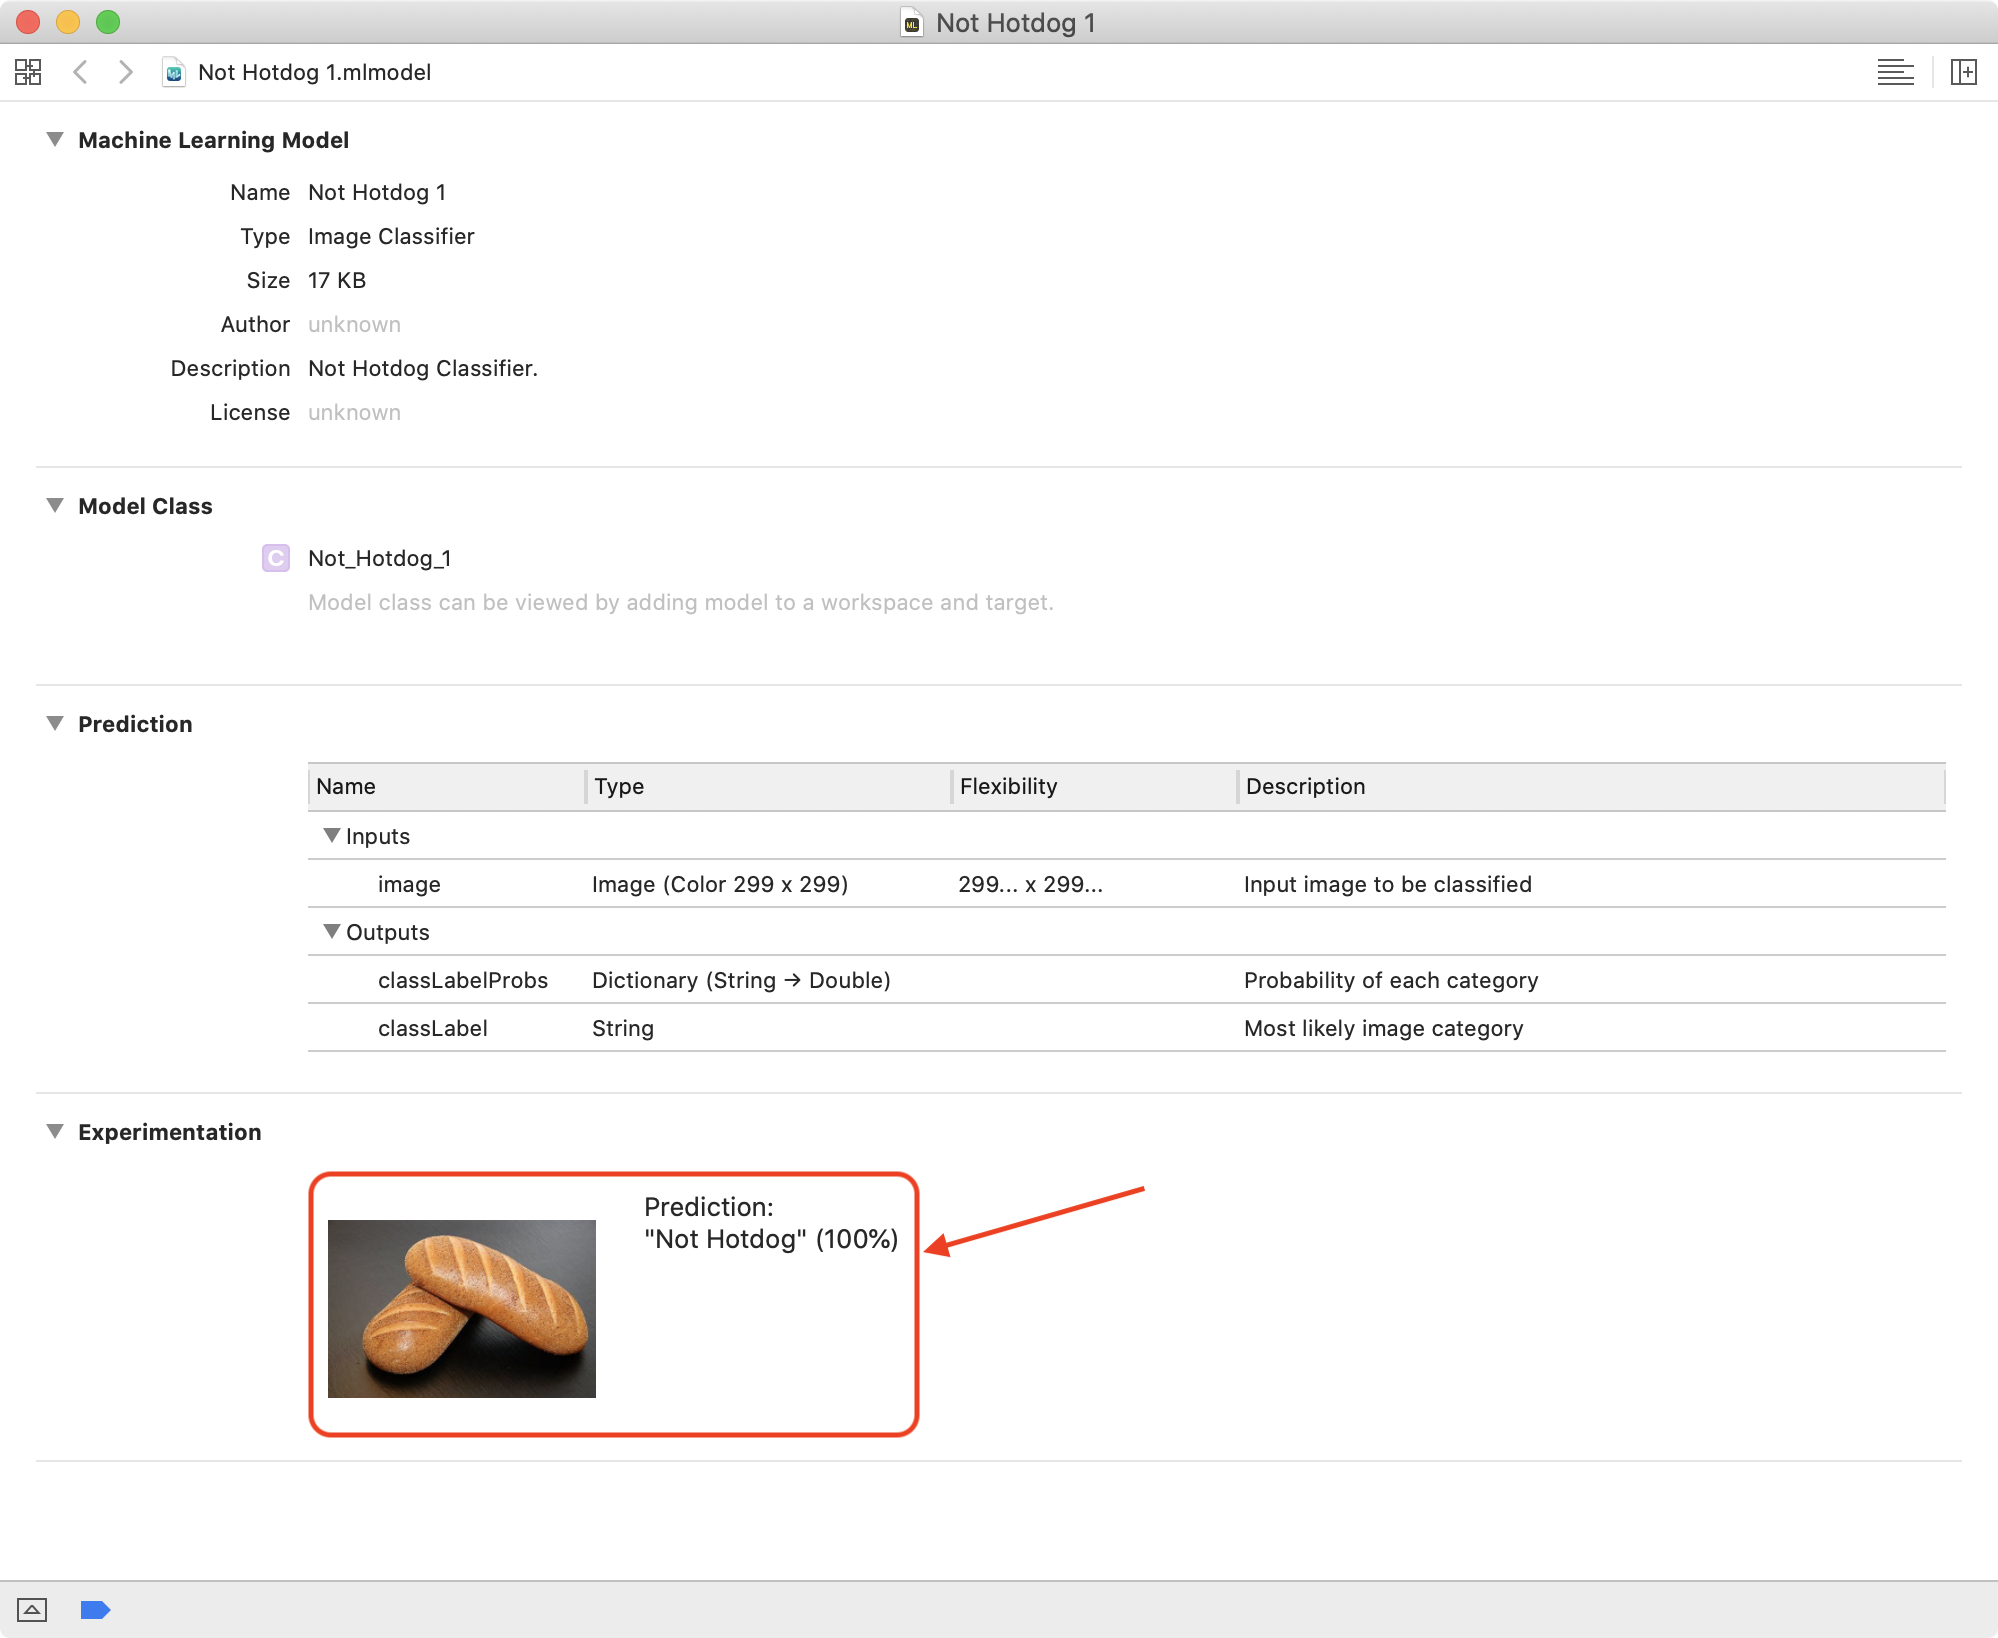 Not Hotdog 1
Not Hotdog 1.mlmodel
Machine Learning Model
Name Not Hotdog 1
Type Image Classifier
Size 17 KB
Author unknown
Description Not Hotdog Classifier.
License unknown
Model Class
C Not_Hotdog_1
Model class can be viewed by adding model to a workspace and target.
Prediction
Name Type Flexibility Description
Inputs
image Image (Color 299 x 299) 299... x 299... Input image to be classified
Outputs
classLabelProbs Dictionary (String → Double) Probability of each category
classLabel String Most likely image category
Experimentation
Prediction:
"Not Hotdog" (100%)